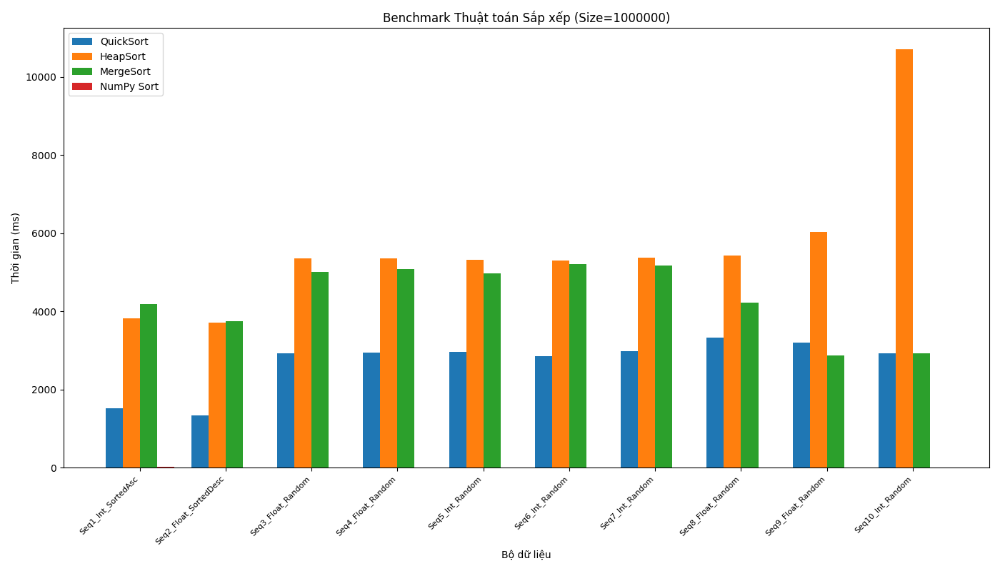 Benchmark Thuật toán Sắp xếp (Size=1000000)
QuickSort
HeapSort
MergeSort
NumPy Sort
Thời gian (ms)
10000
8000
6000
4000
2000
0
Seq1_Int_SortedAsc
Seq2_Float_SortedDesc
Seq3_Float_Random
Seq4_Float_Random
Seq5_Int_Random
Seq6_Int_Random
Seq7_Int_Random
Seq8_Float_Random
Seq9_Float_Random
Seq10_Int_Random
Bộ dữ liệu